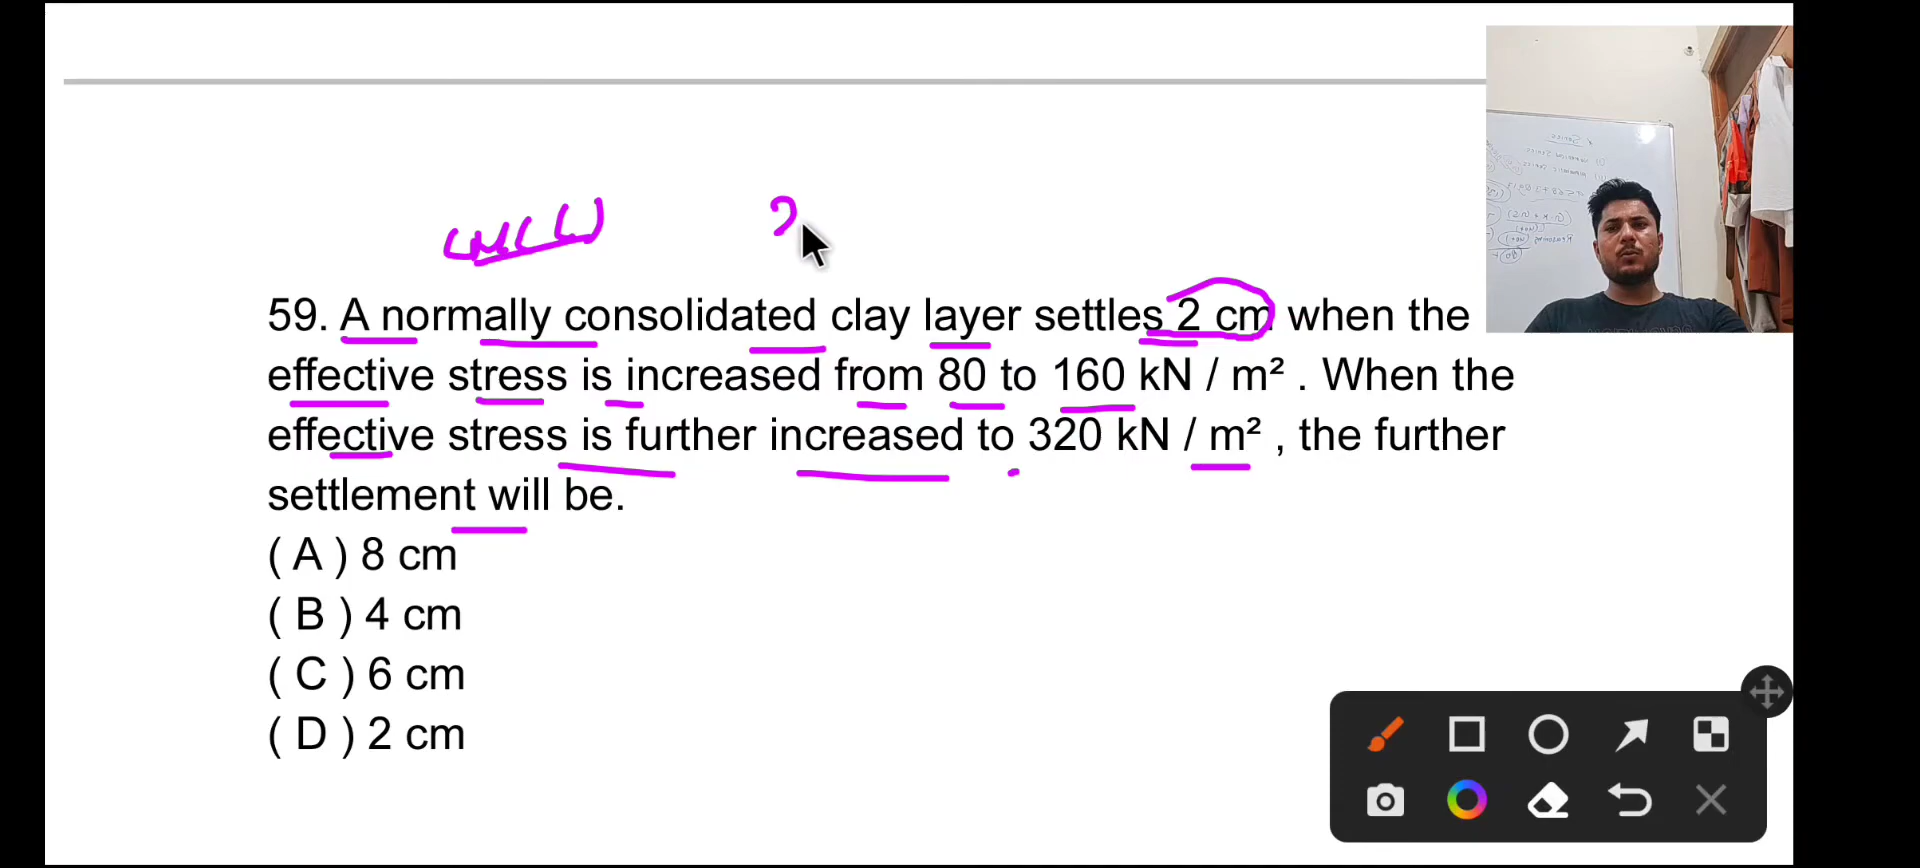 59. A normally consolidated clay layer settles 2 cm when the
effective stress is increased from 80 to 160 kN / m² . When the
effective stress is further increased to 320 kN / m² , the further
settlement will be.
( A ) 8 cm
( B ) 4 cm
( C ) 6 cm
( D ) 2 cm